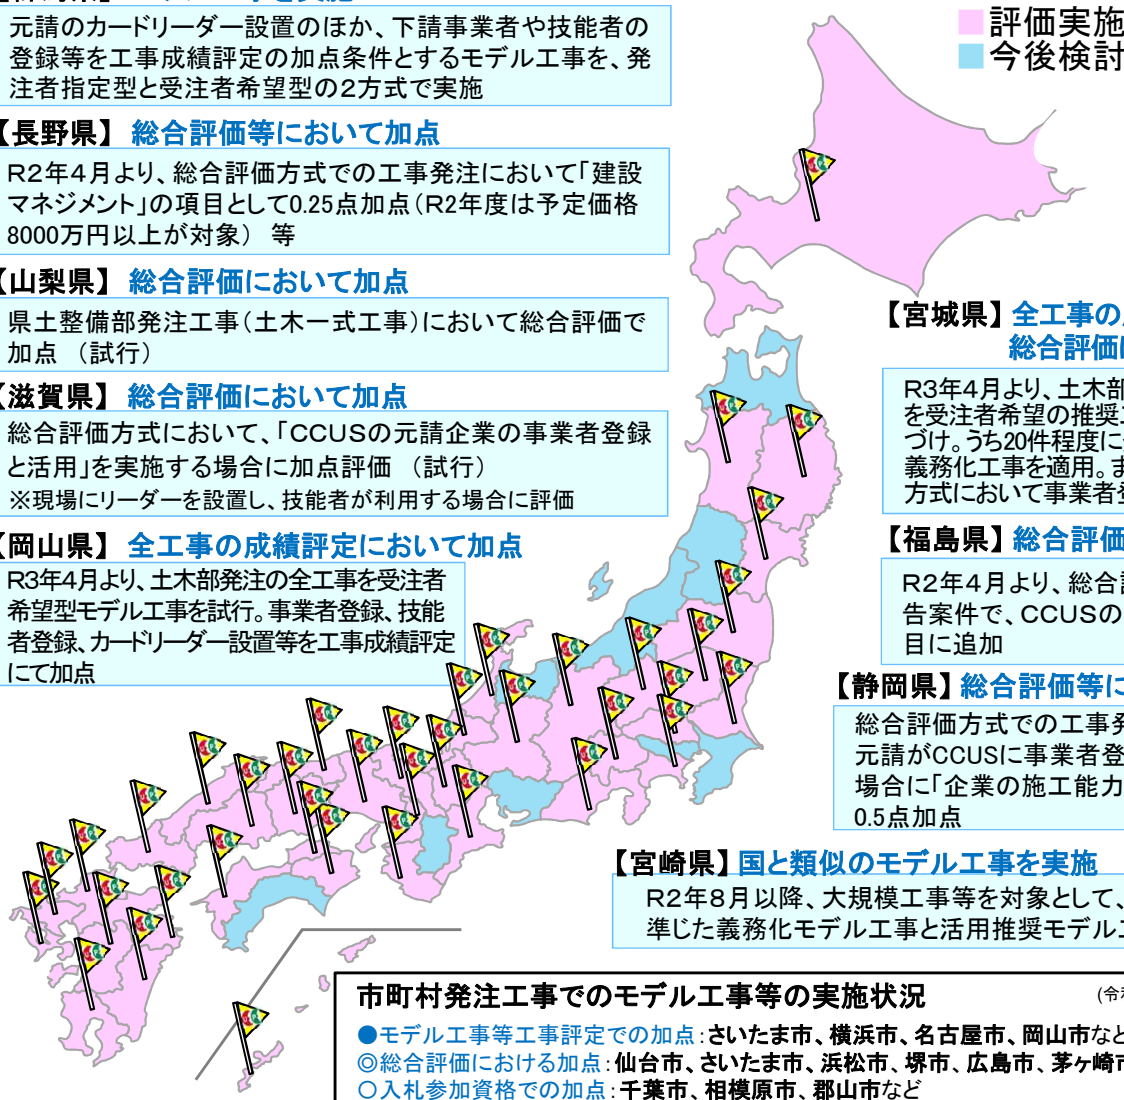 元請のカードリーダー設置のほか、下請事業者や技能者の
登録等を工事成績評定の加点条件とするモデル工事を、発
注者指定型と受注者希望型の２方式で実施
【長野県】 総合評価等において加点
R2年４月より、総合評価方式での工事発注において「建設
マネジメント」の項目として0.25点加点（R2年度は予定価格
8000万円以上が対象） 等
【山梨県】 総合評価において加点
県土整備部発注工事（土木一式工事）において総合評価で
加点 （試行）
【滋賀県】 総合評価において加点
総合評価方式において、「CCUSの元請企業の事業者登録
と活用」を実施する場合に加点評価 （試行）
※現場にリーダーを設置し、技能者が利用する場合に評価
【岡山県】 全工事の成績評定において加点
R3年４月より、土木部発注の全工事を受注者
希望型モデル工事を試行。事業者登録、技能
者登録、カードリーダー設置等を工事成績評定
にて加点
評価実施
今後検討
【宮城県】 全工事の
総合評価
R3年４月より、土木部
を受注者希望の推奨
づけ。うち20件程度に
義務化工事を適用。
方式において事業者
【福島県】 総合評価
R2年４月より、総合
告案件で、CCUSの
目に追加
【静岡県】 総合評価等に
総合評価方式での工事発
元請がCCUSに事業者登
場合に「企業の施工能力
0.5点加点
【宮崎県】 国と類似のモデル工事を実施
R2年８月以降、大規模工事等を対象として、
準じた義務化モデル工事と活用推奨モデル
市町村発注工事でのモデル工事等の実施状況 (令
●モデル工事等工事評定での加点：さいたま市、横浜市、名古屋市、岡山市など
◎総合評価における加点：仙台市、さいたま市、浜松市、堺市、広島市、茅ヶ崎市
○入札参加資格での加点：千葉市、相模原市、郡山市など